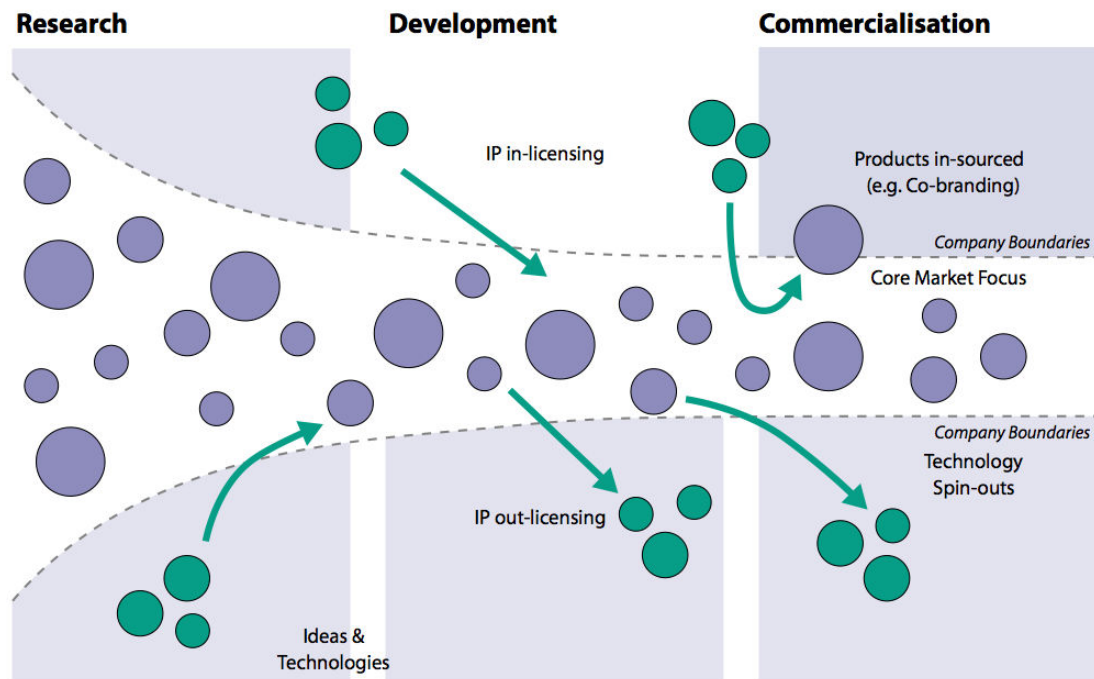 Research
Development
Commercialisation
IP in-licensing
Products in-sourced
(e.g. Co-branding)
Company Boundaries
Core Market Focus
Company Boundaries
Technology
Spin-outs
IP out-licensing
Ideas &
Technologies